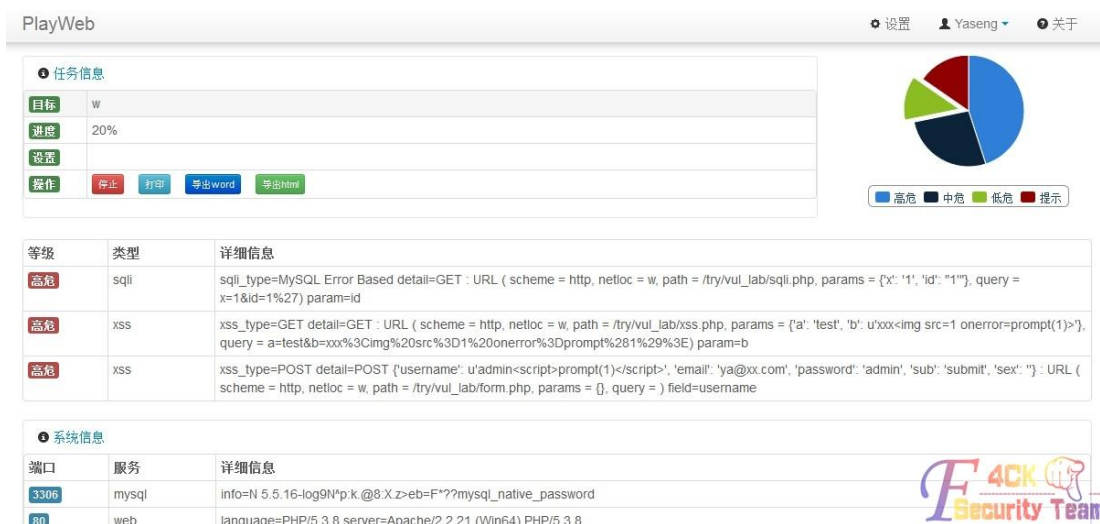 PlayWeb 设置 Yaseng 关于
任务信息
目标 w
进度 20%
设置
操作 停止 打印 导出word 导出html
高危 中危 低危 提示
等级 类型 详细信息
高危 sqli sqli_type=MySQL Error Based detail=GET : URL ( scheme = http, netloc = w, path = /try/vul_lab/sqli.php, params = {'x': '1', 'id': "1'"}, query =
x=1&id=1%27) param=id
高危 xss xss_type=GET detail=GET : URL ( scheme = http, netloc = w, path = /try/vul_lab/xss.php, params = {'a': 'test', 'b': u'xxx<img src=1 onerror=prompt(1)>'},
query = a=test&b=xxx%3Cimg%20src%3D1%20onerror%3Dprompt%281%29%3E) param=b
高危 xss xss_type=POST detail=POST {'username': u'admin<script>prompt(1)</script>', 'email': 'ya@xx.com', 'password': 'admin', 'sub': 'submit', 'sex': ''} : URL (
scheme = http, netloc = w, path = /try/vul_lab/form.php, params = {}, query = ) field=username
系统信息
端口 服务 详细信息
3306 mysql info=N 5.5.16-log9N^p:k.@8:X.z>eb=F*??mysql_native_password
80 web language=PHP/5.3.8 server=Apache/2.2.21 (Win64) PHP/5.3.8
F4CK
Security Team